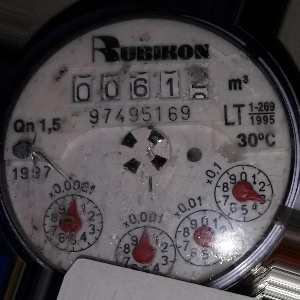 RUBIKON
00612 m³
97495169
Qn 1,5
LT 1-269 1995
30°C
1997
x0,0001
x0,001
x0,01
x0,1